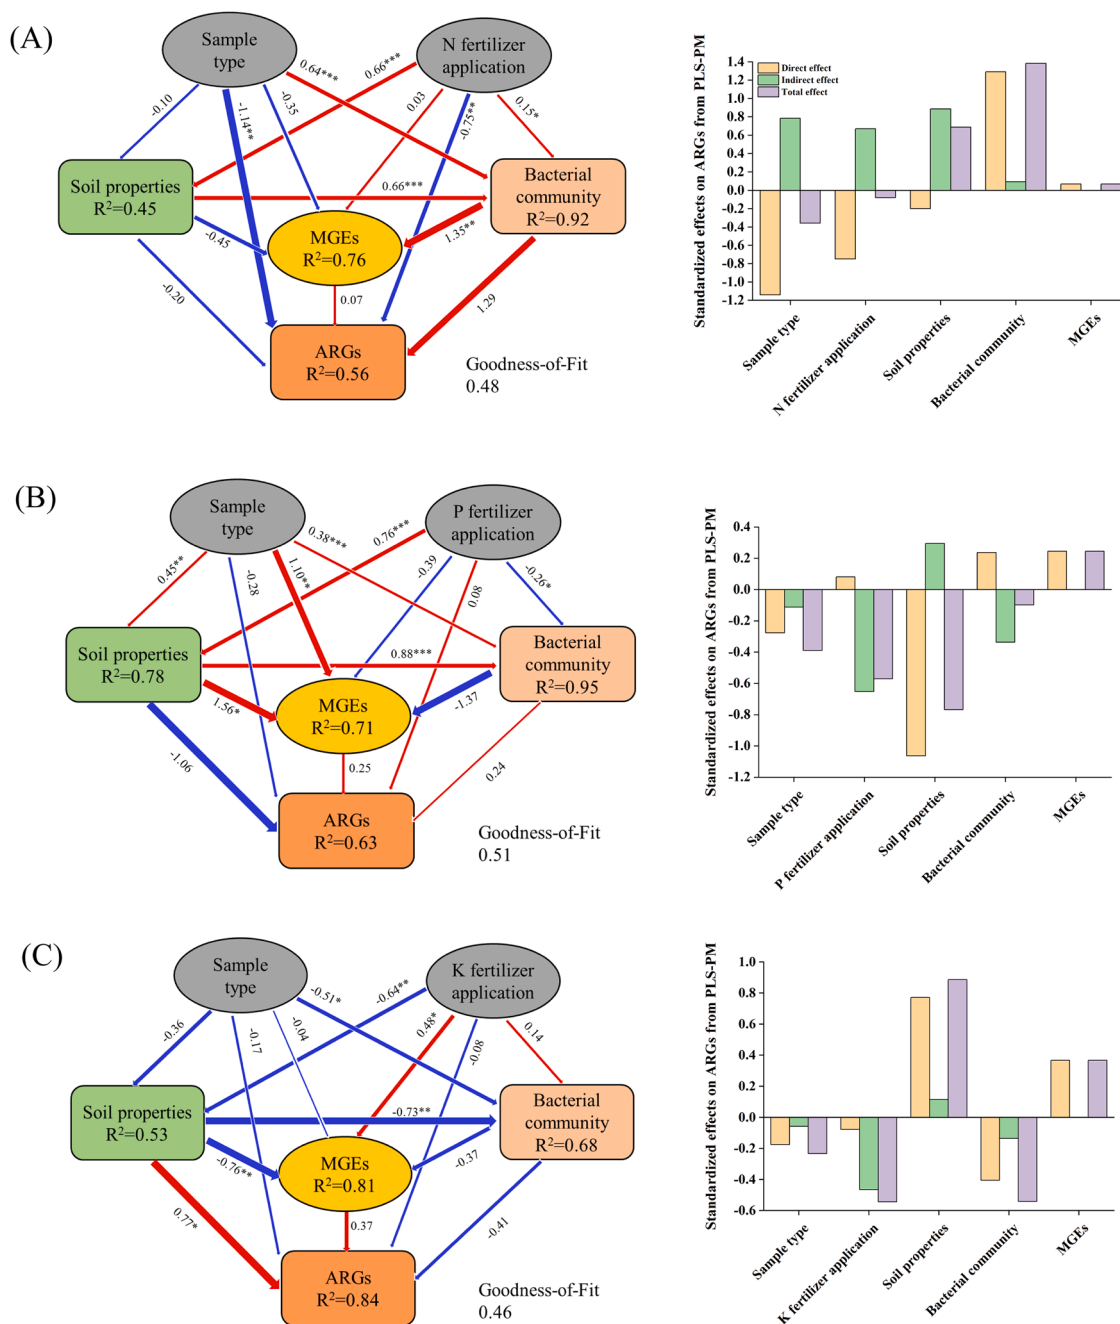 (A)
Sample
type
N fertilizer
application
0.64***
0.66***
-0.10
-1.14**
-0.35
0.03
-0.75**
0.15*
Soil properties
R²=0.45
0.66***
Bacterial
community
R²=0.92
-0.45
MGEs
R²=0.76
1.35**
-0.20
0.07
1.29
ARGs
R²=0.56
Goodness-of-Fit
0.48
Standardized effects on ARGs from PLS-PM
1.4
1.2
1.0
0.8
0.6
0.4
0.2
0.0
-0.2
-0.4
-0.6
-0.8
-1.0
-1.2
Direct effect
Indirect effect
Total effect
Sample type
N fertilizer application
Soil properties
Bacterial community
MGEs
(B)
Sample
type
P fertilizer
application
0.38***
0.76***
0.45**
-0.28
1.10**
-0.39
0.08
-0.26*
Soil properties
R²=0.78
0.88***
Bacterial
community
R²=0.95
1.56*
MGEs
R²=0.71
-1.37
-1.06
0.25
0.24
ARGs
R²=0.63
Goodness-of-Fit
0.51
Standardized effects on ARGs from PLS-PM
0.4
0.2
0.0
-0.2
-0.4
-0.6
-0.8
-1.0
-1.2
Sample type
P fertilizer application
Soil properties
Bacterial community
MGEs
(C)
Sample
type
K fertilizer
application
-0.51*
-0.64**
-0.36
-0.17
-0.04
0.48*
-0.08
0.14
Soil properties
R²=0.53
-0.73**
Bacterial
community
R²=0.68
-0.76**
MGEs
R²=0.81
-0.37
0.77*
0.37
-0.41
ARGs
R²=0.84
Goodness-of-Fit
0.46
Standardized effects on ARGs from PLS-PM
1.0
0.8
0.6
0.4
0.2
0.0
-0.2
-0.4
-0.6
Sample type
K fertilizer application
Soil properties
Bacterial community
MGEs